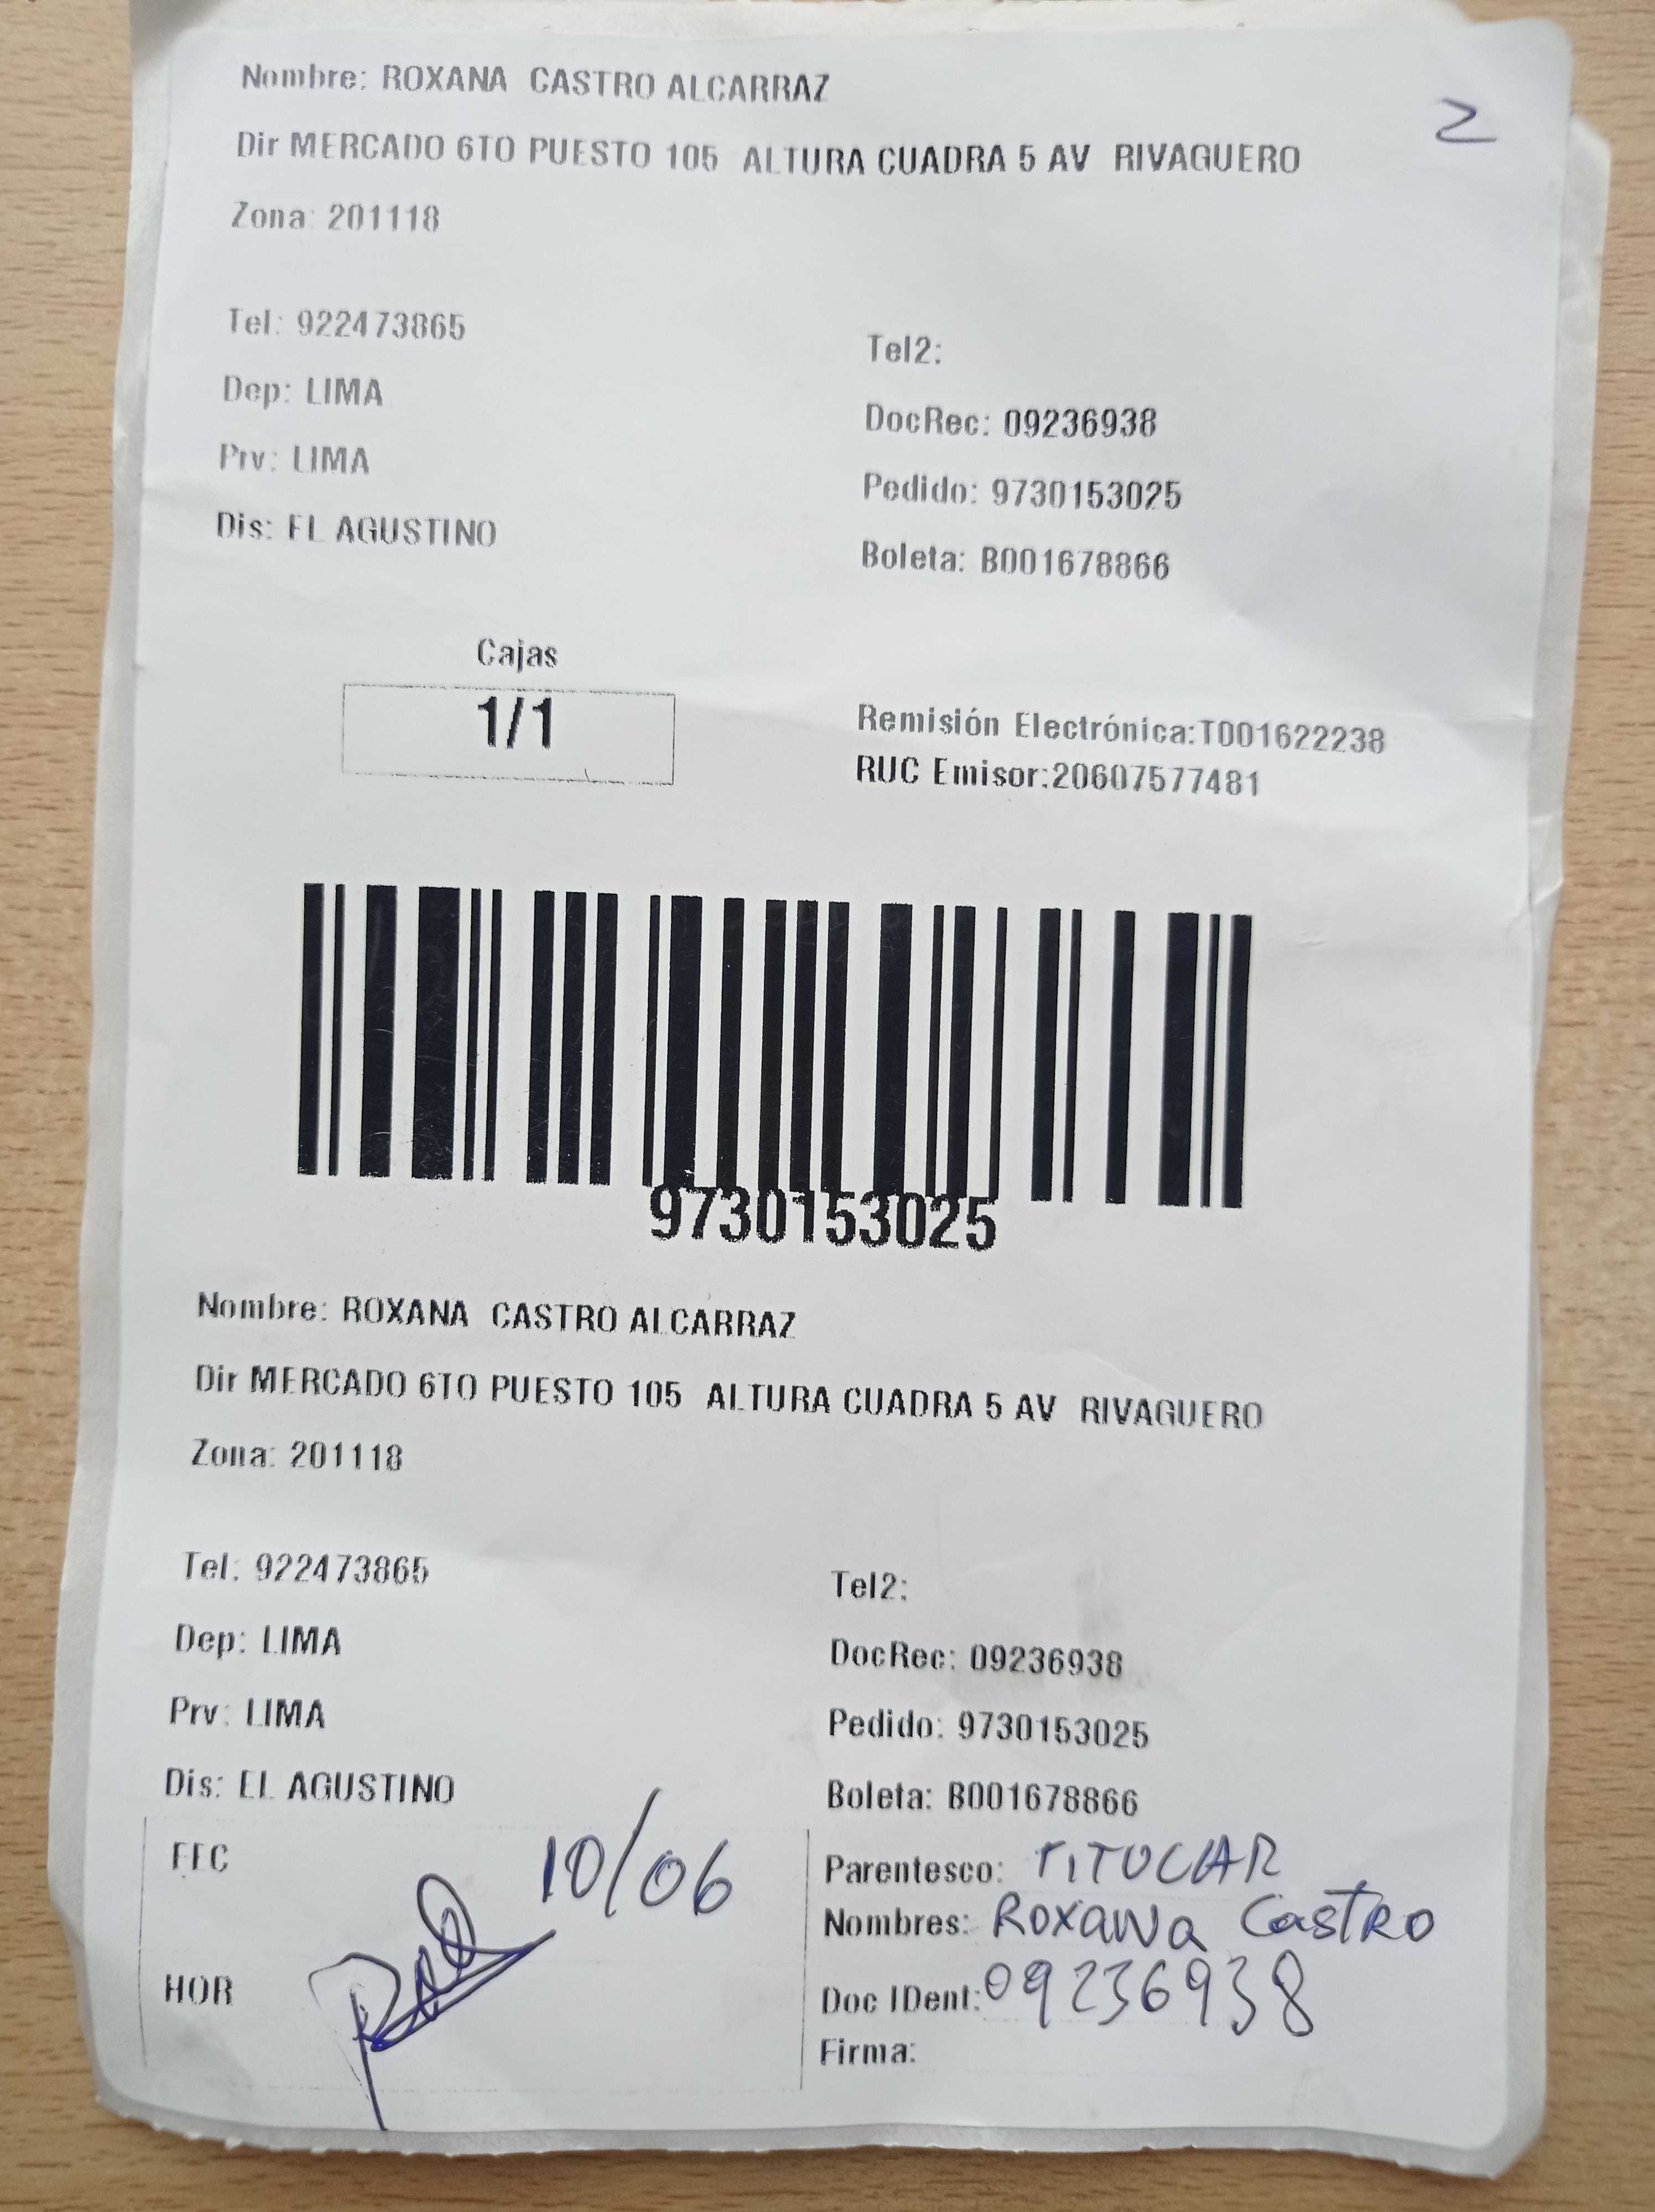 Nombre: ROXANA CASTRO ALCARRAZ
2
Dir MERCADO 6TO PUESTO 105 ALTURA CUADRA 5 AV RIVAGUERO
Zona: 201118
Tel: 922473865
Tel2:
Dep: LIMA
DocRec: 09236938
Prv: LIMA
Pedido: 9730153025
Dis: EL AGUSTINO
Boleta: B001678866
Cajas
1/1
Remisión Electrónica:T001622238
RUC Emisor:20607577481
9730153025
Nombre: ROXANA CASTRO ALCARRAZ
Dir MERCADO 6TO PUESTO 105 ALTURA CUADRA 5 AV RIVAGUERO
Zona: 201118
Tel: 922473865
Tel2:
Dep: LIMA
DocRec: 09236938
Prv: LIMA
Pedido: 9730153025
Dis: EL AGUSTINO
Boleta: B001678866
FEC 10/06
Parentesco: TITULAR
Nombres: Roxana Castro
HOR
Doc IDent: 09236938
Firma: